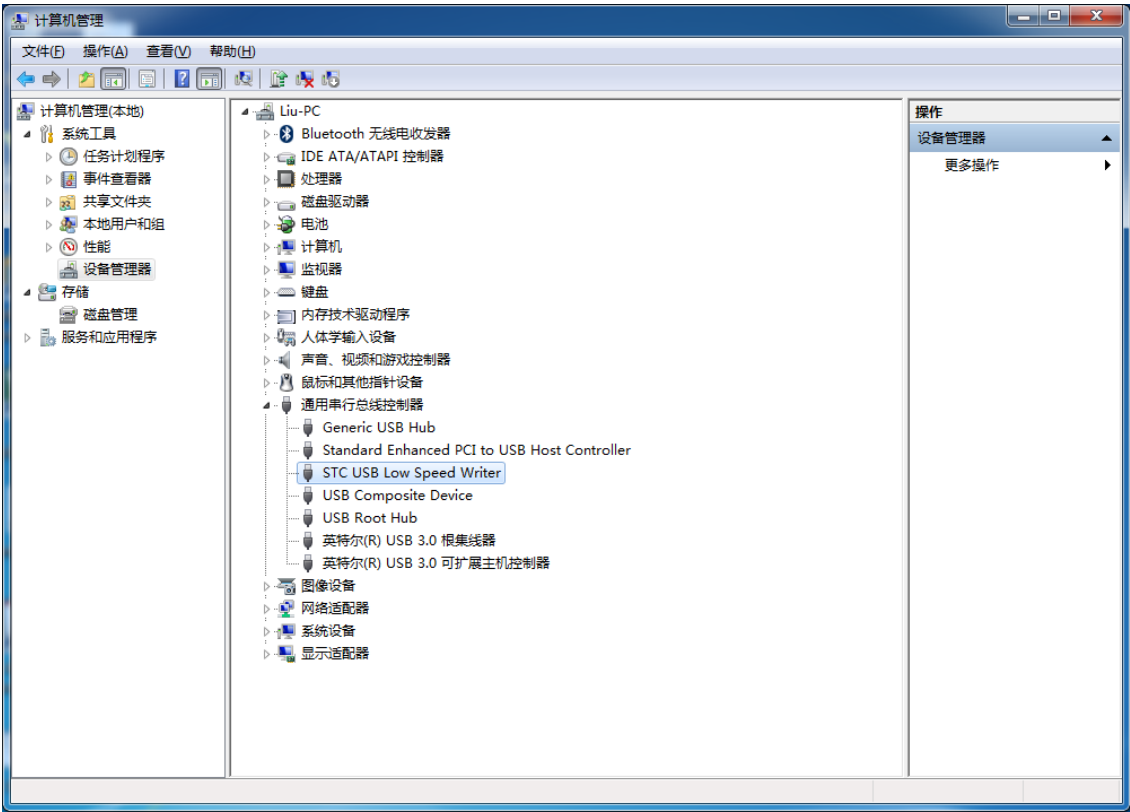 计算机管理
文件(F) 操作(A) 查看(V) 帮助(H)
计算机管理(本地)
系统工具
任务计划程序
事件查看器
共享文件夹
本地用户和组
性能
设备管理器
存储
磁盘管理
服务和应用程序
Liu-PC
Bluetooth 无线电收发器
IDE ATA/ATAPI 控制器
处理器
磁盘驱动器
电池
计算机
监视器
键盘
内存技术驱动程序
人体学输入设备
声音、视频和游戏控制器
鼠标和其他指针设备
通用串行总线控制器
Generic USB Hub
Standard Enhanced PCI to USB Host Controller
STC USB Low Speed Writer
USB Composite Device
USB Root Hub
英特尔(R) USB 3.0 根集线器
英特尔(R) USB 3.0 可扩展主机控制器
图像设备
网络适配器
系统设备
显示适配器
操作
设备管理器
更多操作